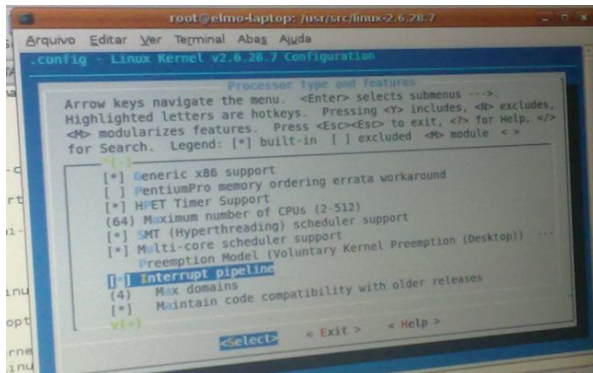 root@elmo-laptop: /usr/src/linux-2.6.28.7
Arquivo Editar Ver Terminal Abas Ajuda
.config - Linux Kernel v2.6.28.7 Configuration
Processor type and features
Arrow keys navigate the menu. <Enter> selects submenus --->.
Highlighted letters are hotkeys. Pressing <Y> includes, <N> excludes,
<M> modularizes features. Press <Esc><Esc> to exit, <?> for Help, </>
for Search. Legend: [*] built-in [ ] excluded <M> module < >
^(-)
[*] Generic x86 support
[ ] PentiumPro memory ordering errata workaround
[*] HPET Timer Support
(64) Maximum number of CPUs (2-512)
[*] SMT (Hyperthreading) scheduler support
[*] Multi-core scheduler support
Preemption Model (Voluntary Kernel Preemption (Desktop)) ---
[*] Interrupt pipeline
(4) Max domains
[*] Maintain code compatibility with older releases
v(+)
<Select> < Exit > < Help >